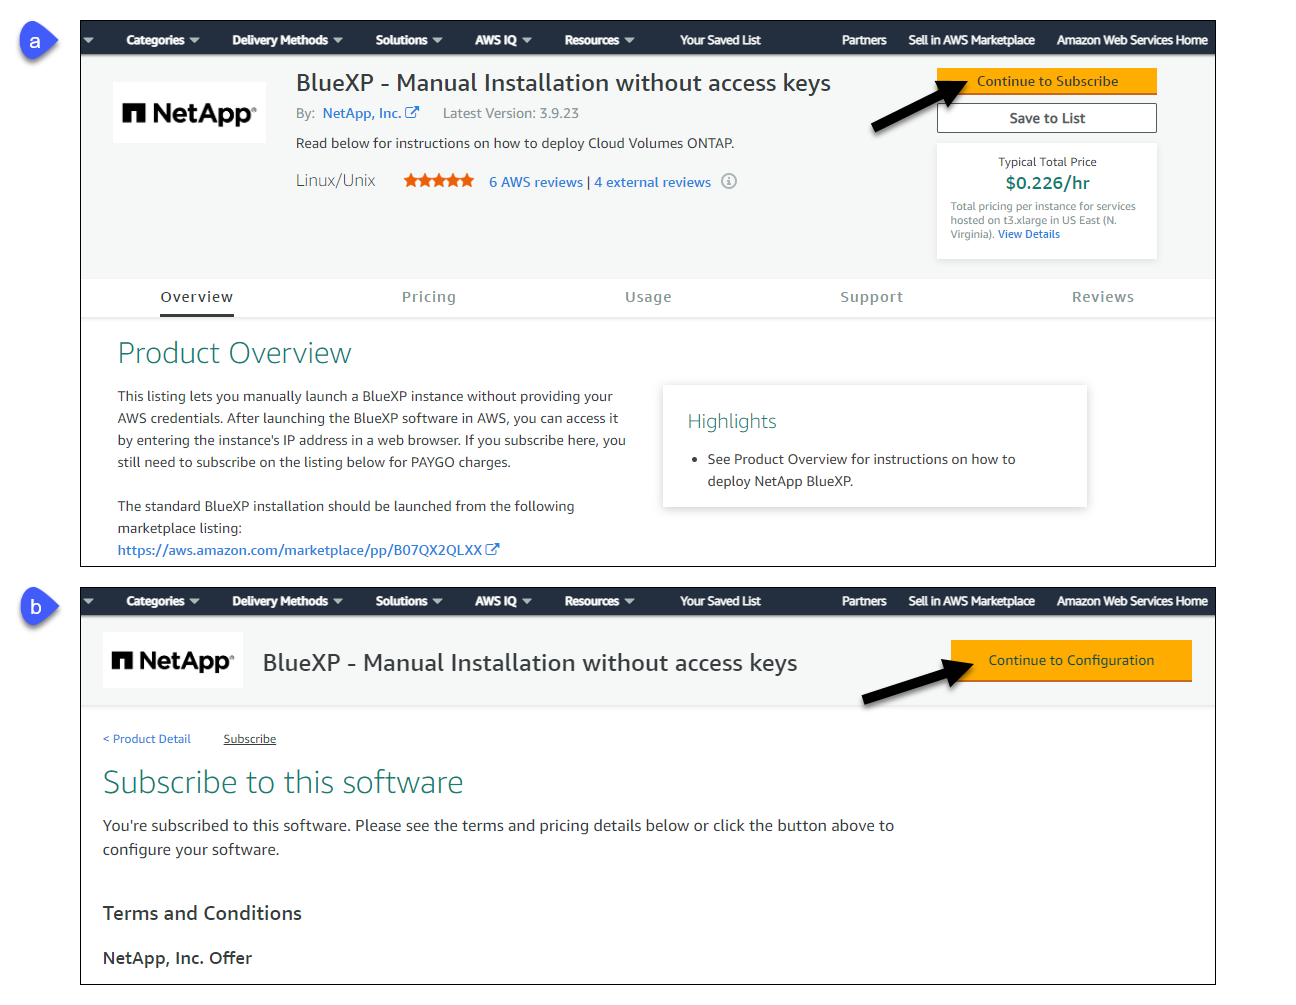 a
Categories Delivery Methods Solutions AWS IQ Resources Your Saved List Partners Sell in AWS Marketplace Amazon Web Services Home
NetApp®
BlueXP - Manual Installation without access keys
By: NetApp, Inc. Latest Version: 3.9.23
Read below for instructions on how to deploy Cloud Volumes ONTAP.
Linux/Unix 6 AWS reviews | 4 external reviews
Continue to Subscribe
Save to List
Typical Total Price
$0.226/hr
Total pricing per instance for services
hosted on t3.xlarge in US East (N.
Virginia). View Details
Overview Pricing Usage Support Reviews
Product Overview
This listing lets you manually launch a BlueXP instance without providing your
AWS credentials. After launching the BlueXP software in AWS, you can access it
by entering the instance's IP address in a web browser. If you subscribe here, you
still need to subscribe on the listing below for PAYGO charges.
The standard BlueXP installation should be launched from the following
marketplace listing:
https://aws.amazon.com/marketplace/pp/B07QX2QLXX
Highlights
• See Product Overview for instructions on how to
deploy NetApp BlueXP.
b
Categories Delivery Methods Solutions AWS IQ Resources Your Saved List Partners Sell in AWS Marketplace Amazon Web Services Home
NetApp®
BlueXP - Manual Installation without access keys
Continue to Configuration
< Product Detail Subscribe
Subscribe to this software
You're subscribed to this software. Please see the terms and pricing details below or click the button above to
configure your software.
Terms and Conditions
NetApp, Inc. Offer